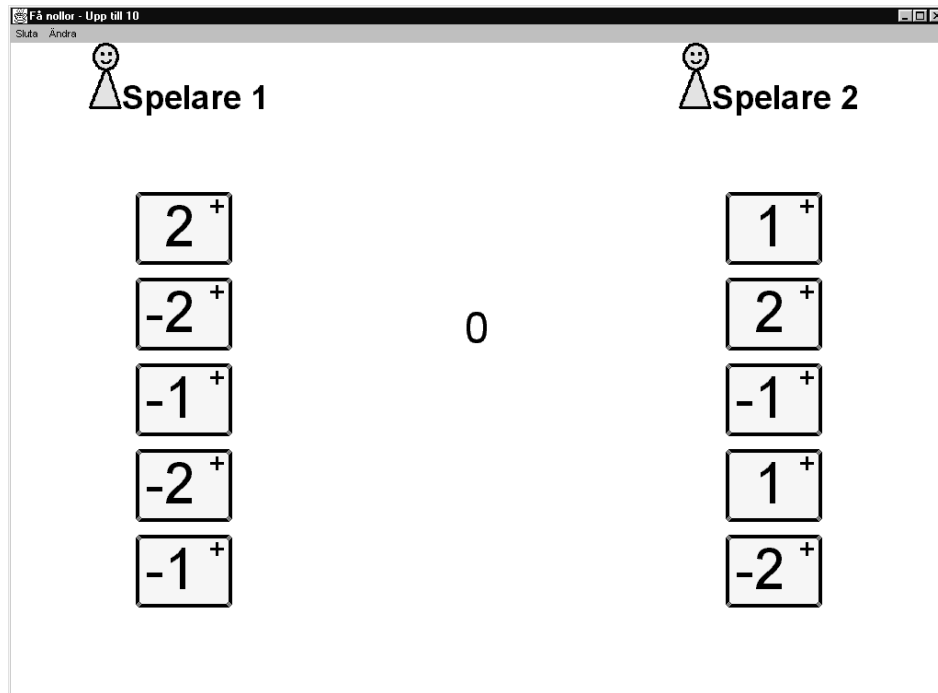 Få nollor - Upp till 10
Sluta Ändra
Spelare 1 Spelare 2
2 + 1 +
-2 + 2 +
0
-1 + -1 +
-2 + 1 +
-1 + -2 +